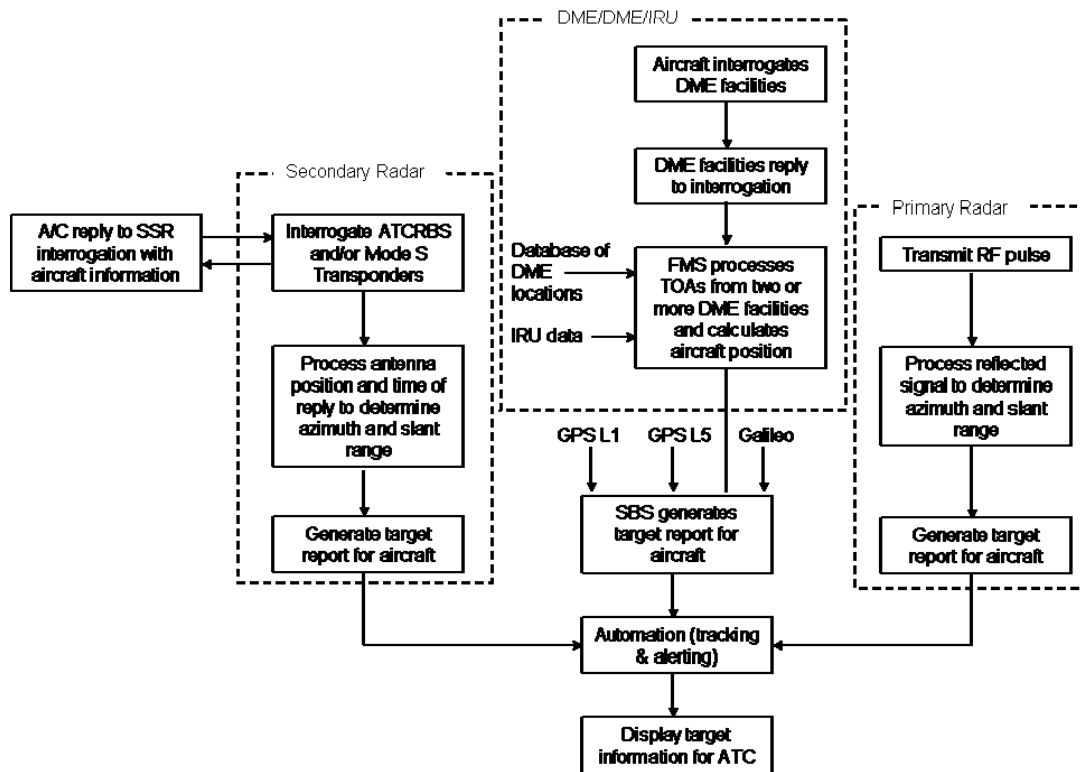 DME/DME/IRU
Aircraft interrogates
DME facilities
DME facilities reply
to interrogation
Database of
DME
locations
IRU data
FMS processes
TOAs from two or
more DME facilities
and calculates
aircraft position
Secondary Radar
A/C reply to SSR
interrogation with
aircraft information
Interrogate ATCRBS
and/or Mode S
Transponders
Process antenna
position and time of
reply to determine
azimuth and slant
range
Generate target
report for aircraft
Primary Radar
Transmit RF pulse
Process reflected
signal to determine
azimuth and slant
range
Generate target
report for aircraft
GPS L1
GPS L5
Galileo
SBS generates
target report for
aircraft
Automation (tracking
& alerting)
Display target
information for ATC